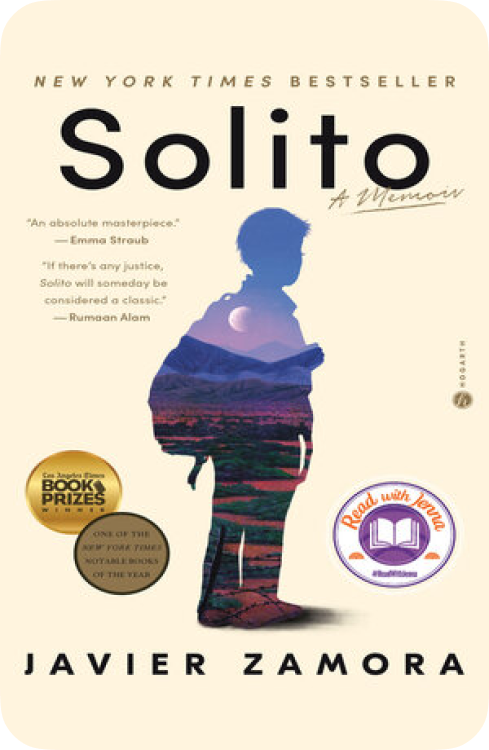 NEW YORK TIMES BESTSELLER
Solito
A Memoir
"An absolute masterpiece."
— Emma Straub
"If there's any justice,
Solito will someday be
considered a classic."
— Rumaan Alam
HOGARTH
Los Angeles Times
BOOK
PRIZES
WINNER
ONE OF THE
NEW YORK TIMES
NOTABLE BOOKS
OF THE YEAR
Read with Jenna
#ReadWithJenna
JAVIER ZAMORA